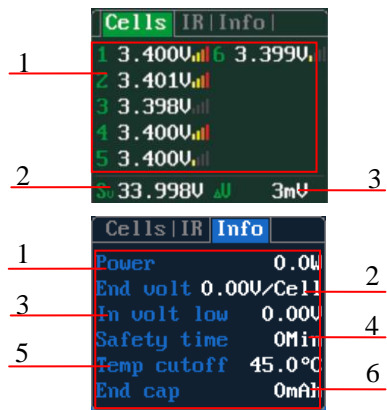 Cells IR|Info|
1 3.400V 6 3.399V
2 3.401V
3 3.398V
4 3.400V
5 3.400V
Su 33.998V ΔU 3mV
1
2
3
Cells|IR Info
Power 0.0W
End volt 0.00V/Cell
In volt low 0.00V
Safety time 0Min
Temp cutoff 45.0°C
End cap 0mAh
1
3
5
2
4
6